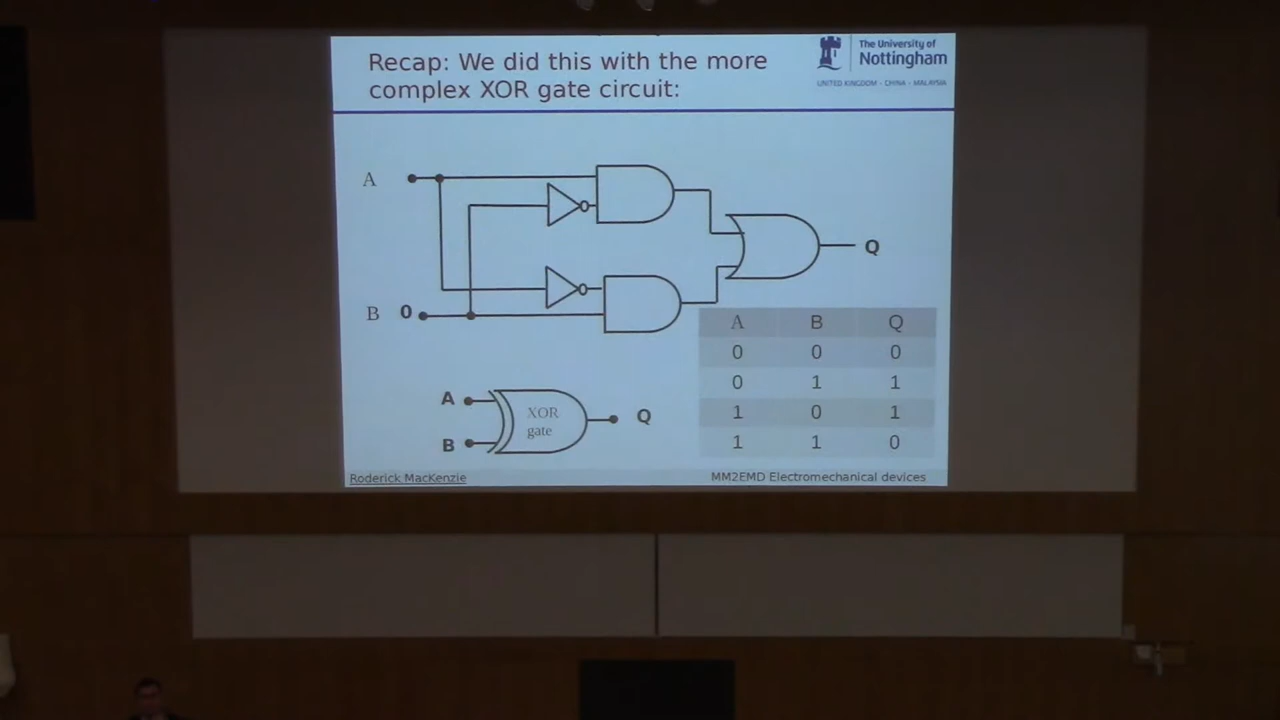 Recap: We did this with the more
complex XOR gate circuit:
The University of
Nottingham
UNITED KINGDOM · CHINA · MALAYSIA
A
Q
B 0
A B Q
0 0 0
0 1 1
1 0 1
1 1 0
A
XOR
gate
Q
B
Roderick MacKenzie
MM2EMD Electromechanical devices